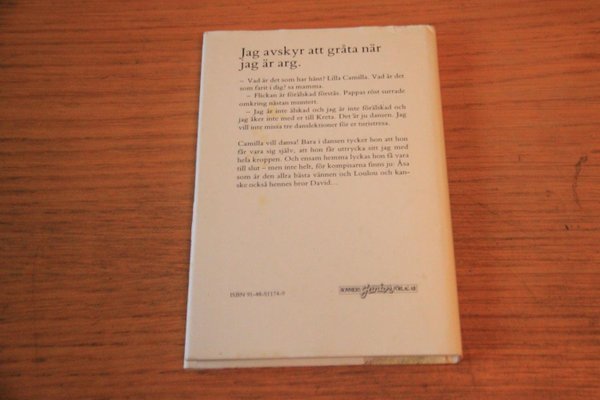 Jag avskyr att gråta när
jag är arg.
– Vad är det som har hänt? Lilla Camilla. Vad är det
som farit i dig? sa mamma.
– Flickan är förälskad förstås. Pappas röst surrade
omkring nästan muntert.
– Jag är inte älskad och jag är inte förälskad och
jag åker inte med er till Kreta. Det är ju dansen. Jag
vill inte missa tre danslektioner för er turistresa.
Camilla vill dansa! Bara i dansen tycker hon att hon
får vara sig själv, att hon får uttrycka sitt jag med
hela kroppen. Och ensam hemma lyckas hon få vara
till slut – men inte helt, för kompisarna finns ju: Åsa
som är den allra bästa vännen och Loulou och kan-
ske också hennes bror David...
ISBN 91-48-51174-9
Junior FÖRLAG AB